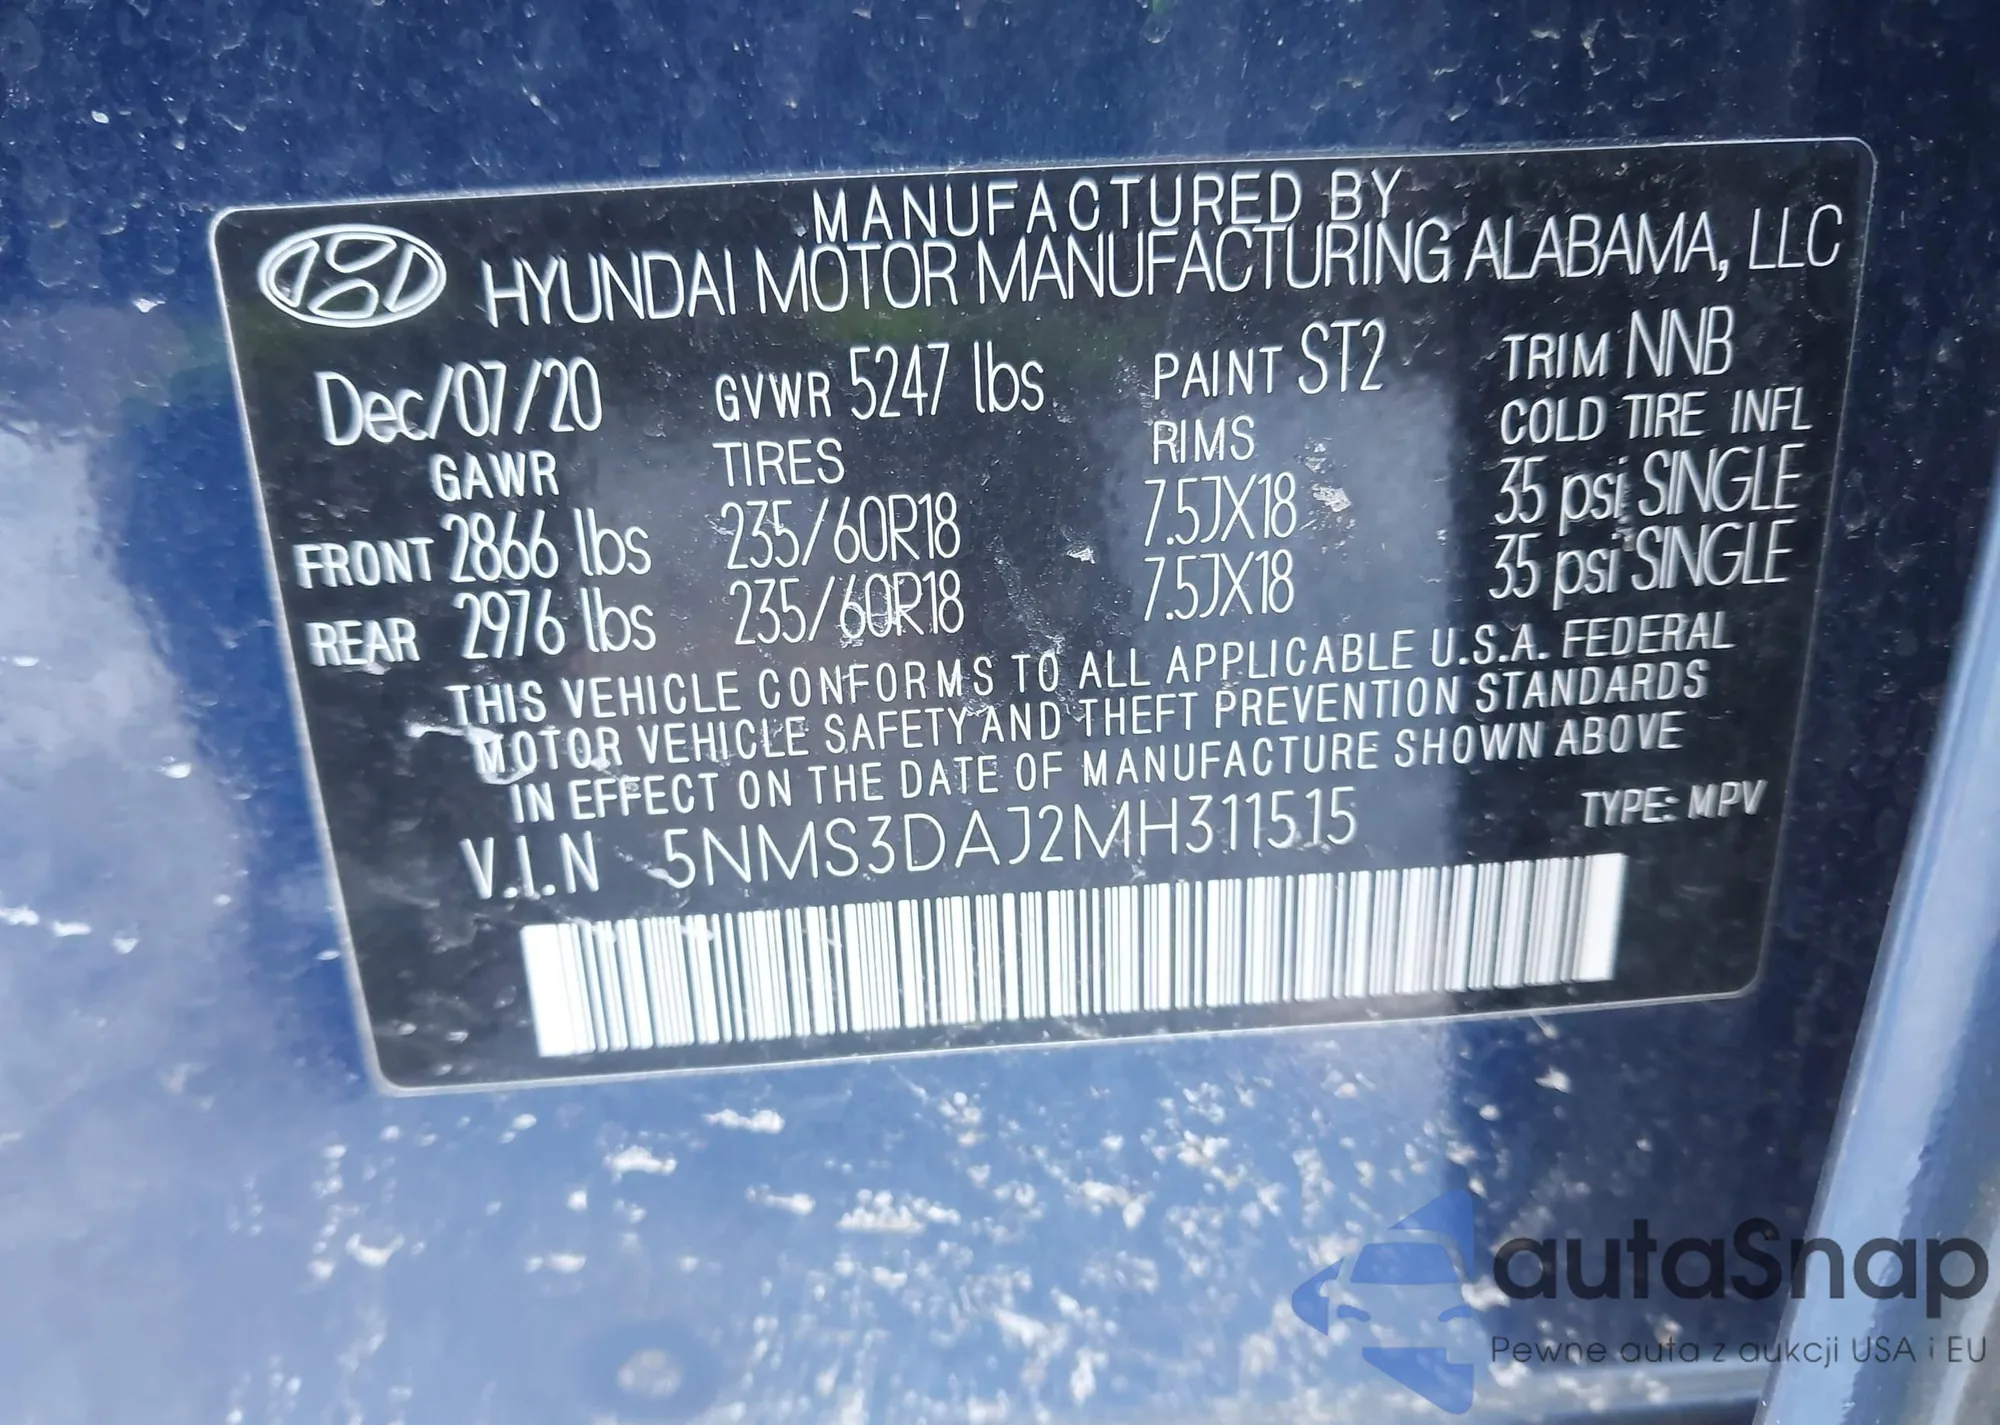 MANUFACTURED BY
HYUNDAI MOTOR MANUFACTURING ALABAMA, LLC
Dec/07/20 GVWR 5247 lbs PAINT ST2 TRIM NNB
GAWR TIRES RIMS COLD TIRE INFL
FRONT 2866 lbs 235/60R18 7.5JX18 35 psi SINGLE
REAR 2976 lbs 235/60R18 7.5JX18 35 psi SINGLE
THIS VEHICLE CONFORMS TO ALL APPLICABLE U.S.A. FEDERAL
MOTOR VEHICLE SAFETY AND THEFT PREVENTION STANDARDS
IN EFFECT ON THE DATE OF MANUFACTURE SHOWN ABOVE
V.I.N 5NMS3DAJ2MH311515 TYPE: MPV
autaSnap
Pewne auta z aukcji USA i EU